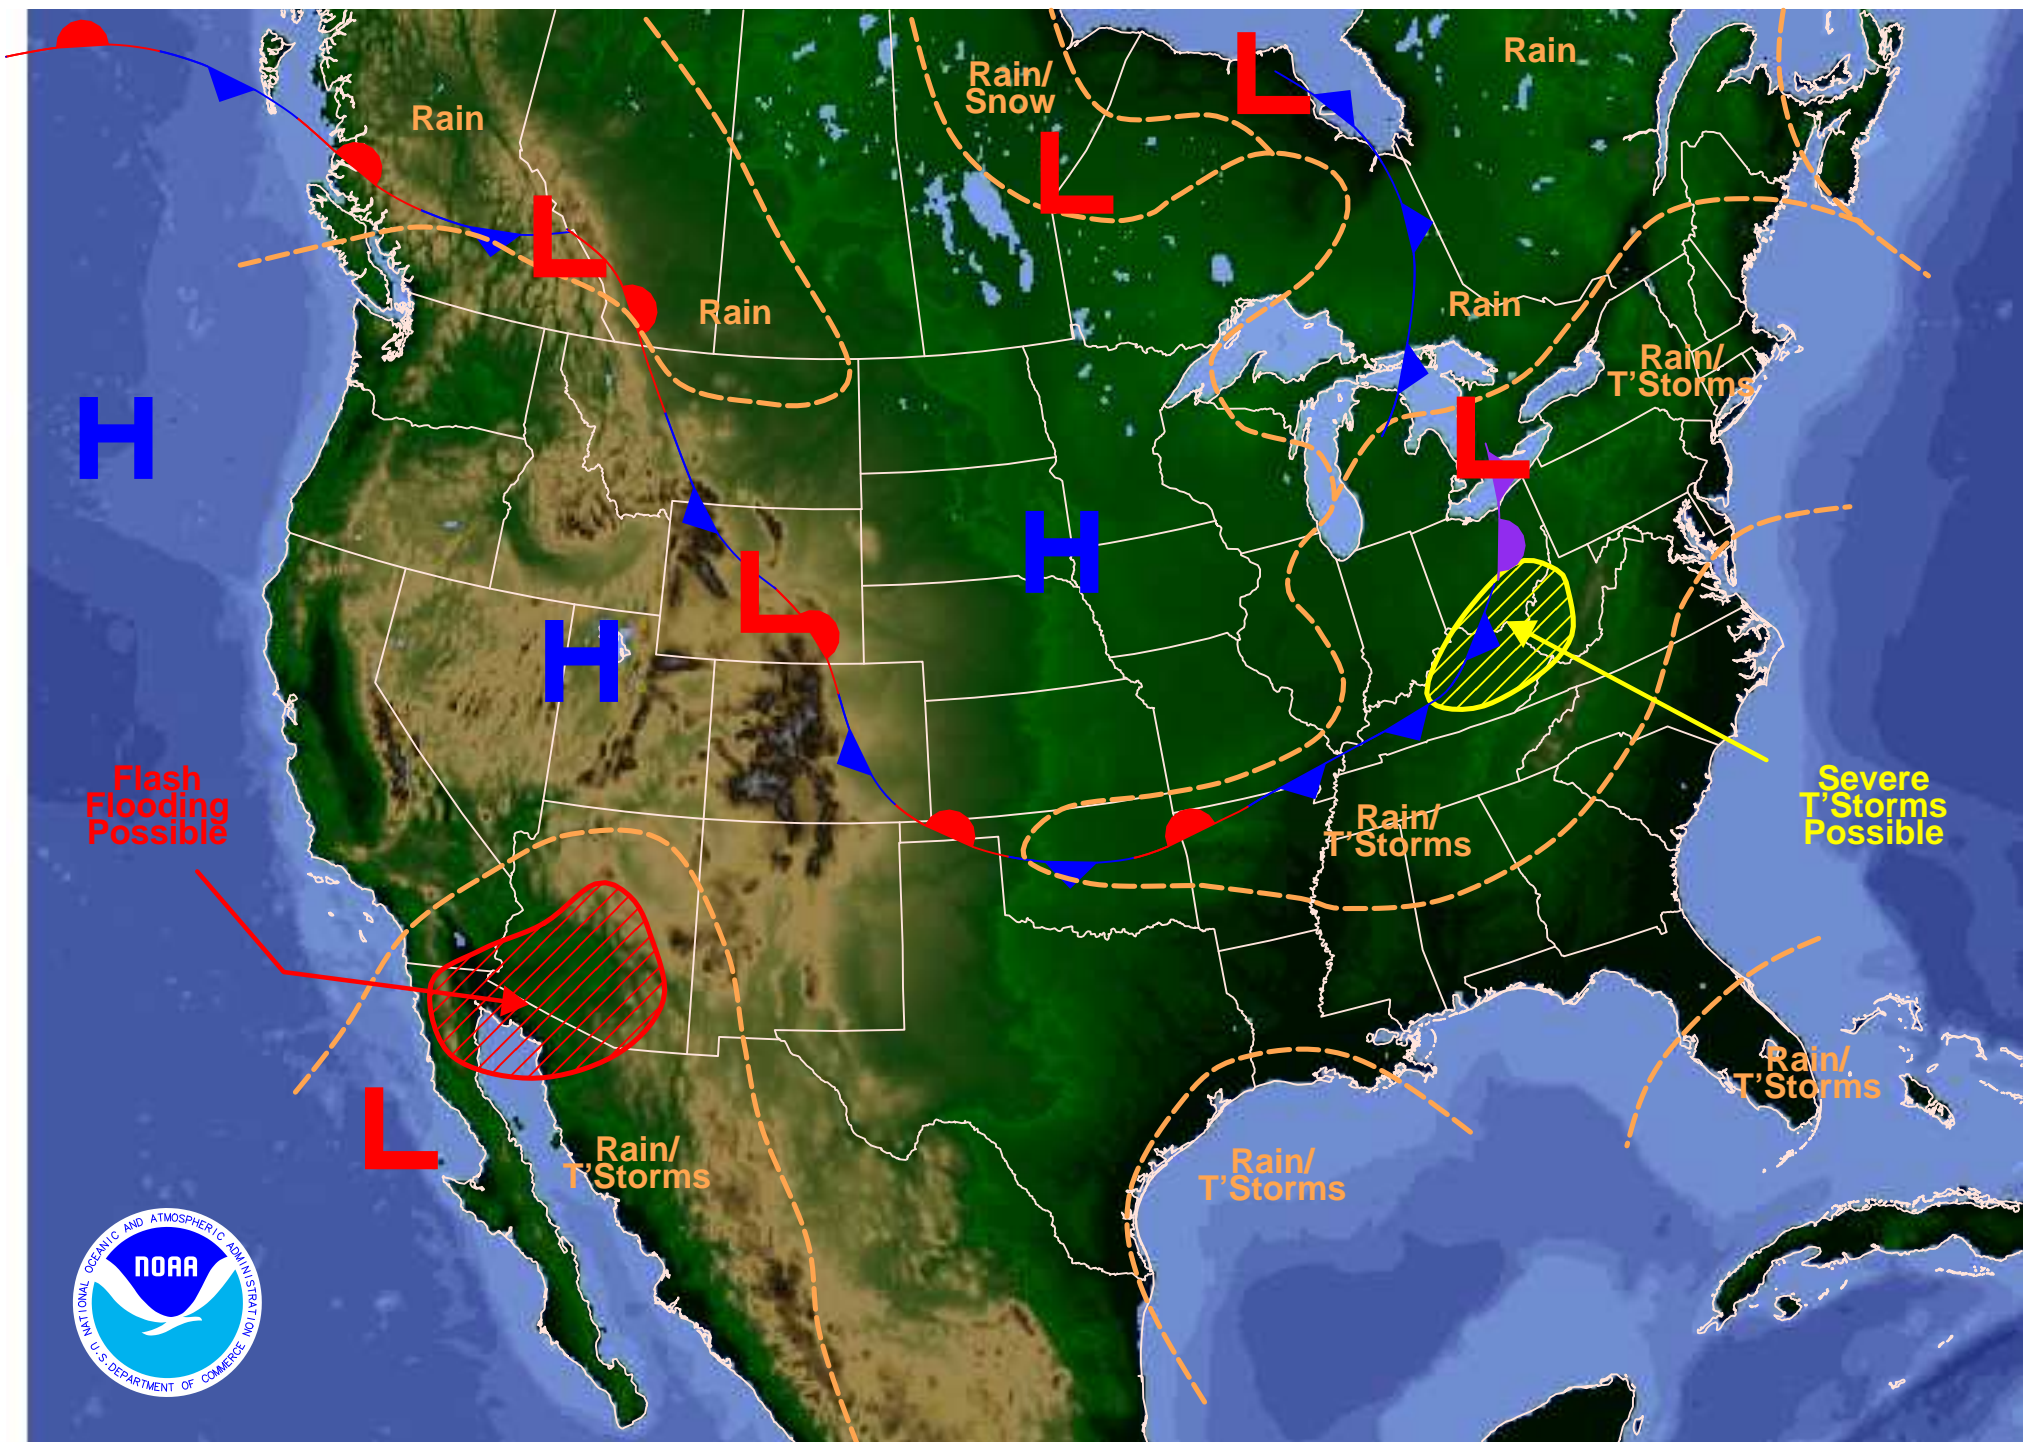 Rain
Rain/
Snow
Rain
L
L
L
Rain
Rain
Rain/
T'Storms
H
L
H
L
H
Flash
Flooding
Possible
Severe
T'Storms
Possible
Rain/
T'Storms
Rain/
T'Storms
L
Rain/
T'Storms
Rain/
T'Storms
NATIONAL OCEANIC AND ATMOSPHERIC ADMINISTRATION
NOAA
U.S. DEPARTMENT OF COMMERCE